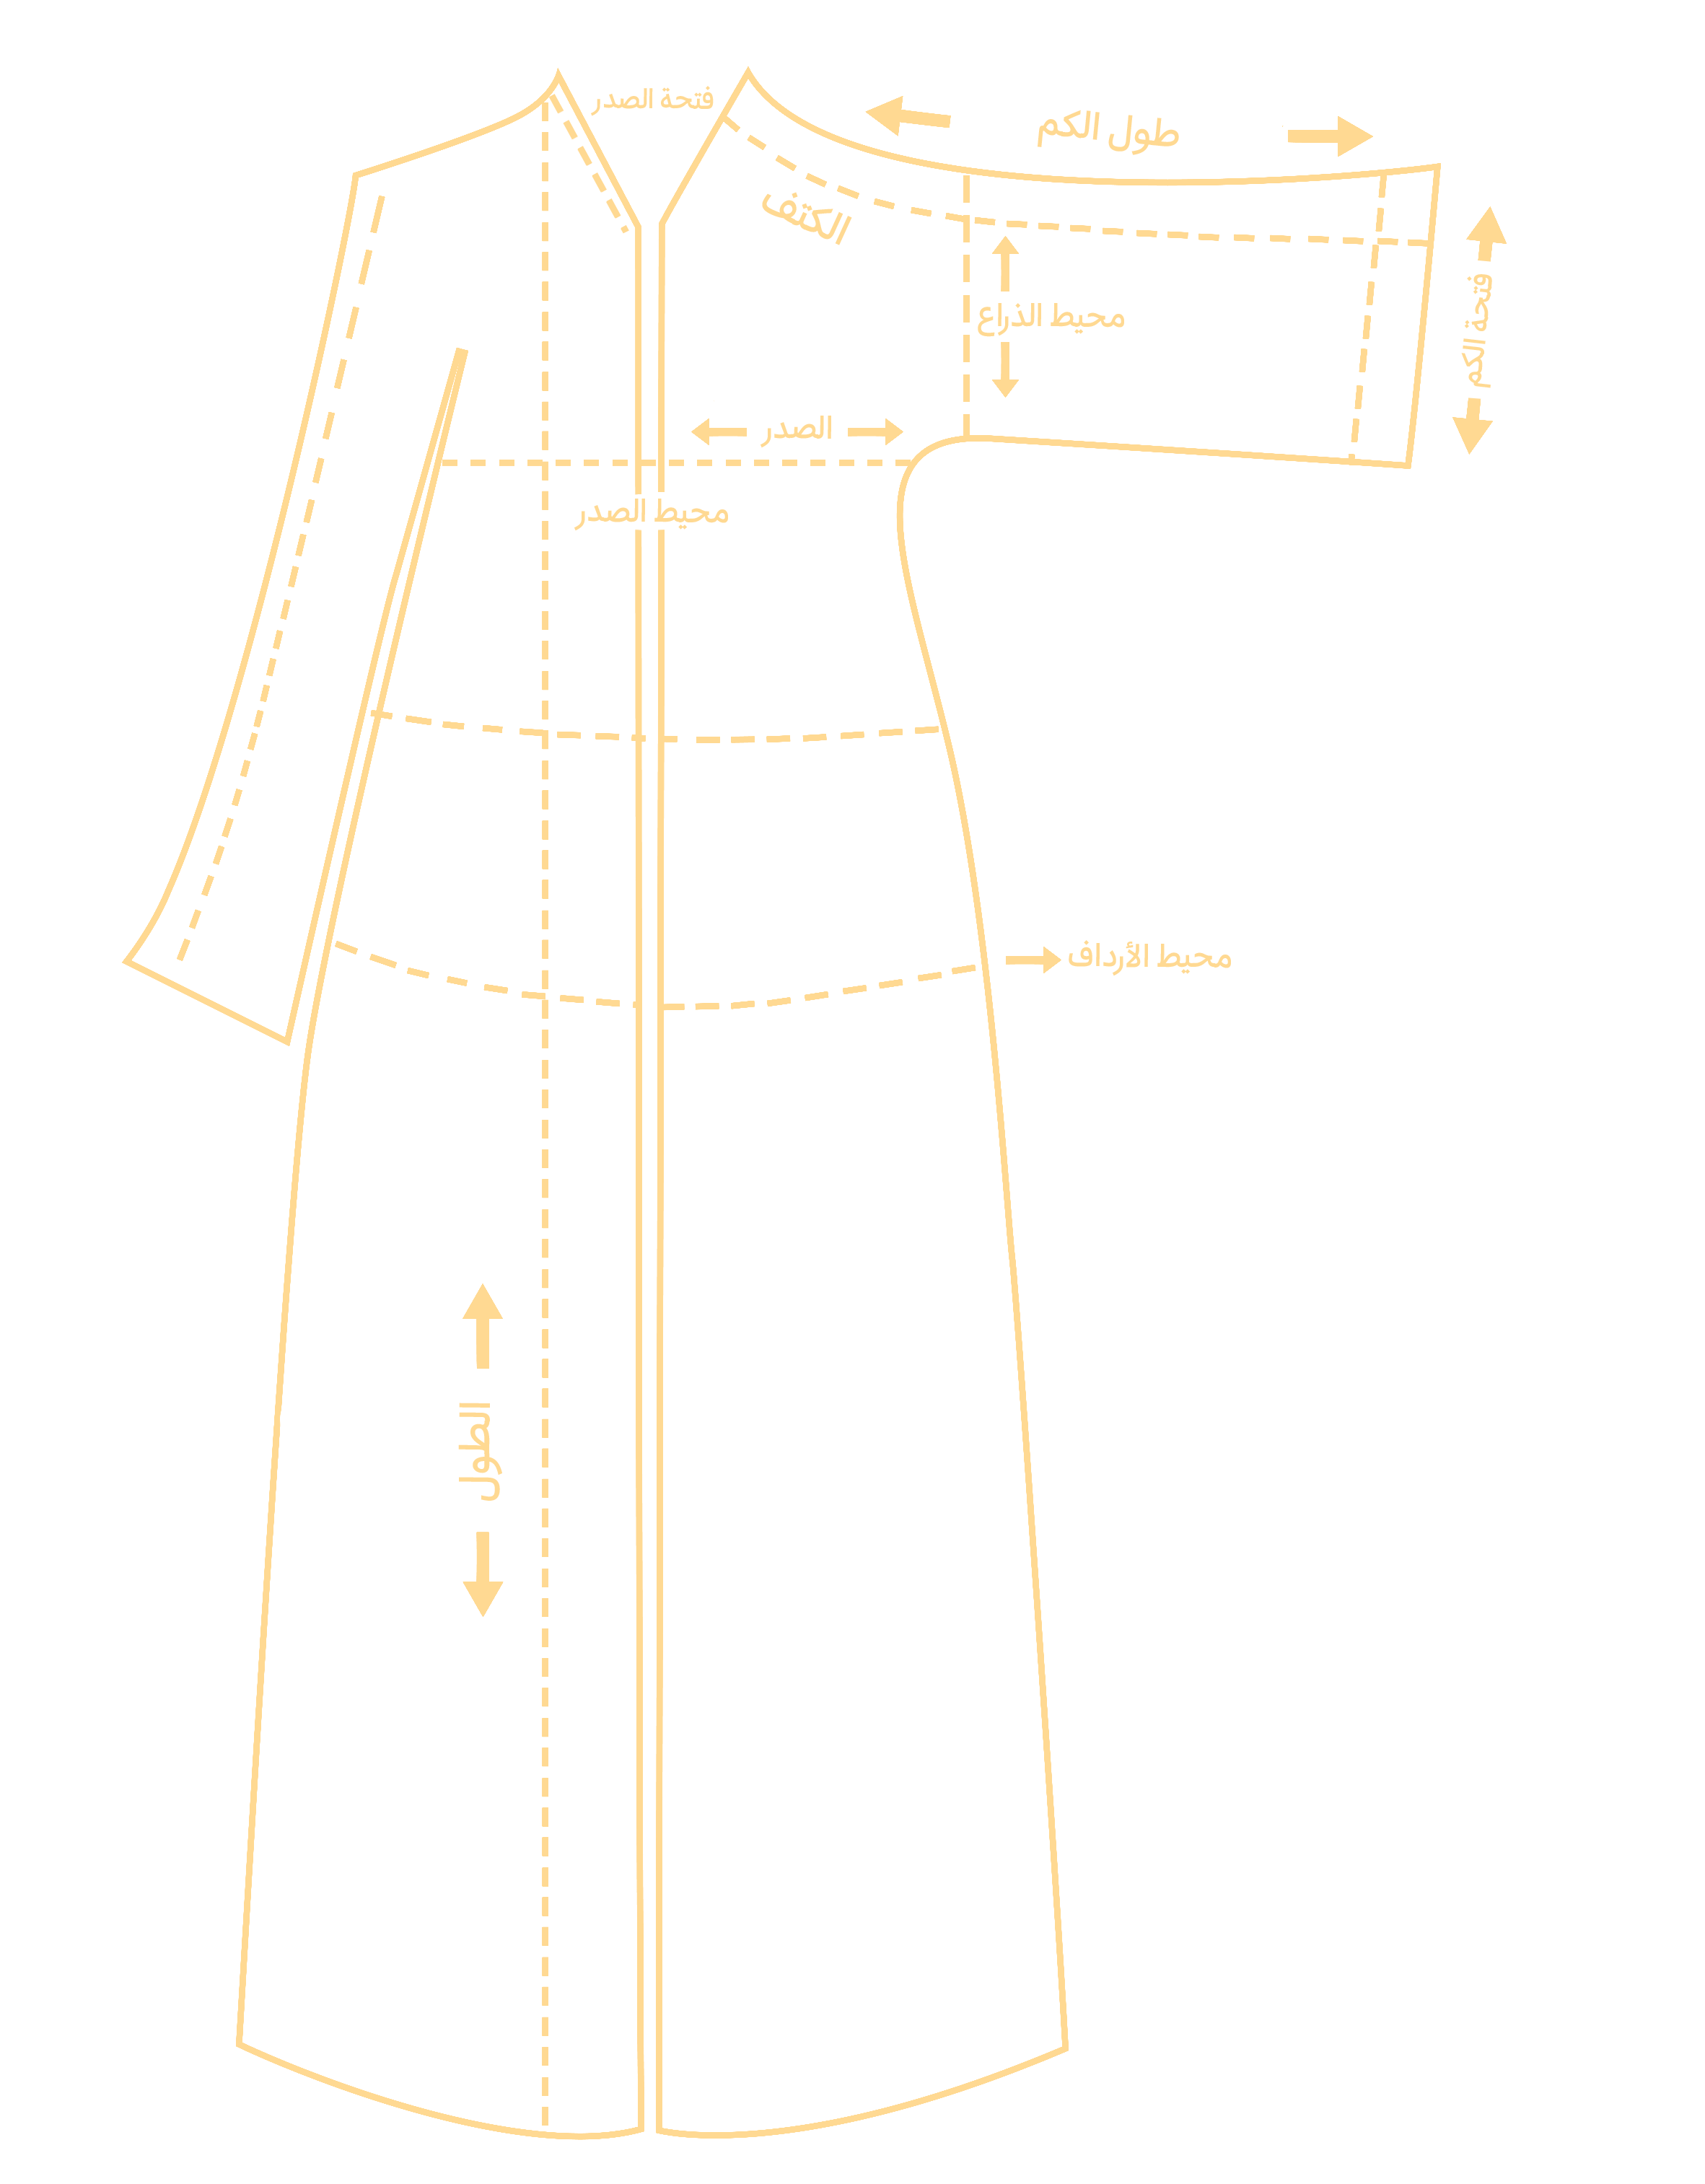 فتحة الصدر
طول الكم
الكتف
فتحة الكم
محيط الذراع
الصدر
محيط الصدر
محيط الأرداف
الطول